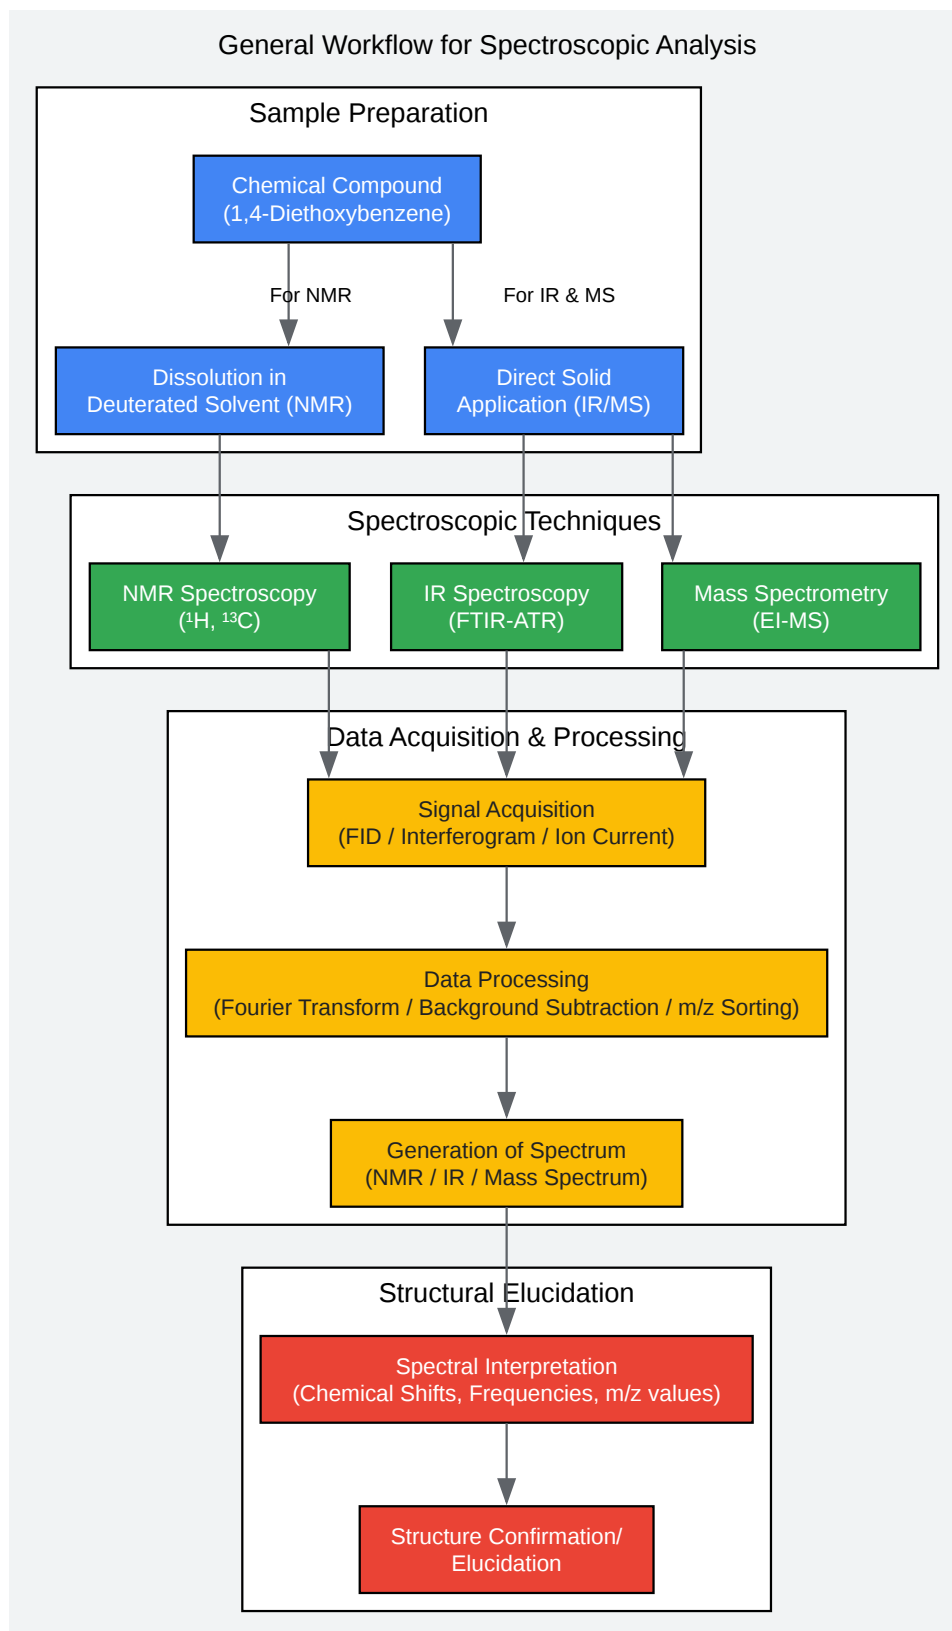 General Workflow for Spectroscopic Analysis
Sample Preparation
Chemical Compound
(1,4-Diethoxybenzene)
For NMR
For IR & MS
Dissolution in
Deuterated Solvent (NMR)
Direct Solid
Application (IR/MS)
Spectroscopic Techniques
NMR Spectroscopy
(¹H, ¹³C)
IR Spectroscopy
(FTIR-ATR)
Mass Spectrometry
(EI-MS)
Data Acquisition & Processing
Signal Acquisition
(FID / Interferogram / Ion Current)
Data Processing
(Fourier Transform / Background Subtraction / m/z Sorting)
Generation of Spectrum
(NMR / IR / Mass Spectrum)
Structural Elucidation
Spectral Interpretation
(Chemical Shifts, Frequencies, m/z values)
Structure Confirmation/
Elucidation